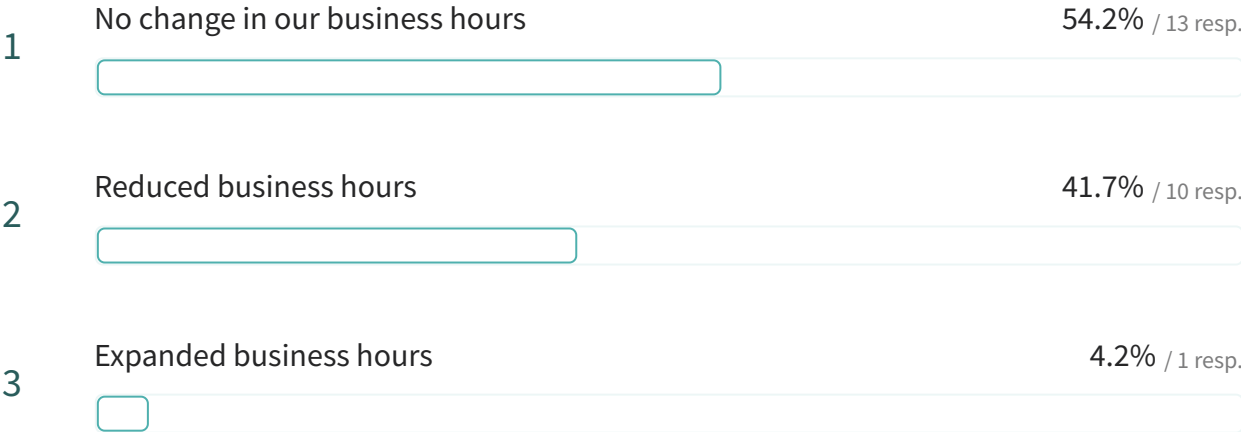 1 No change in our business hours 54.2% / 13 resp.
2 Reduced business hours 41.7% / 10 resp.
3 Expanded business hours 4.2% / 1 resp.